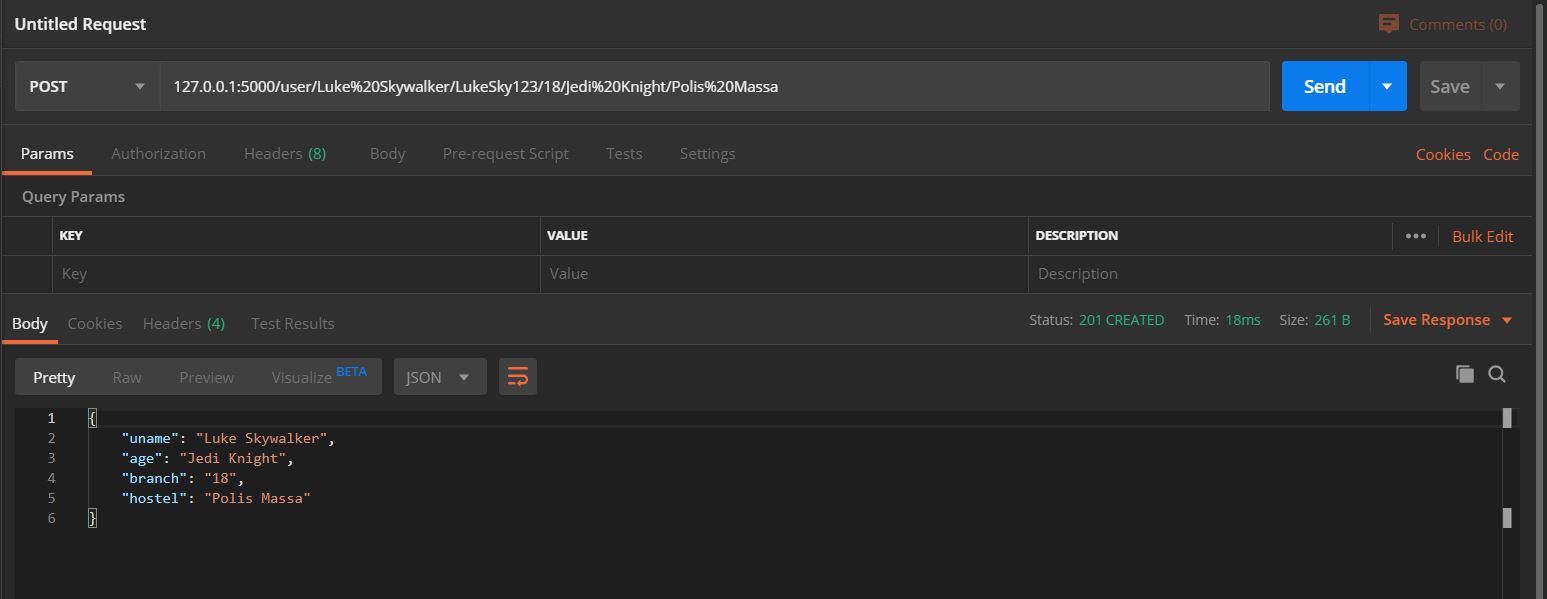 Untitled Request
Comments (0)
POST
127.0.0.1:5000/user/Luke%20Skywalker/LukeSky123/18/Jedi%20Knight/Polis%20Massa
Send
Save
Params Authorization Headers (8) Body Pre-request Script Tests Settings
Cookies Code
Query Params
KEY VALUE DESCRIPTION
Bulk Edit
Key Value Description
Body Cookies Headers (4) Test Results
Status: 201 CREATED Time: 18ms Size: 261 B
Save Response
Pretty Raw Preview Visualize BETA
JSON
1 {
2 "uname": "Luke Skywalker",
3 "age": "Jedi Knight",
4 "branch": "18",
5 "hostel": "Polis Massa"
6 }